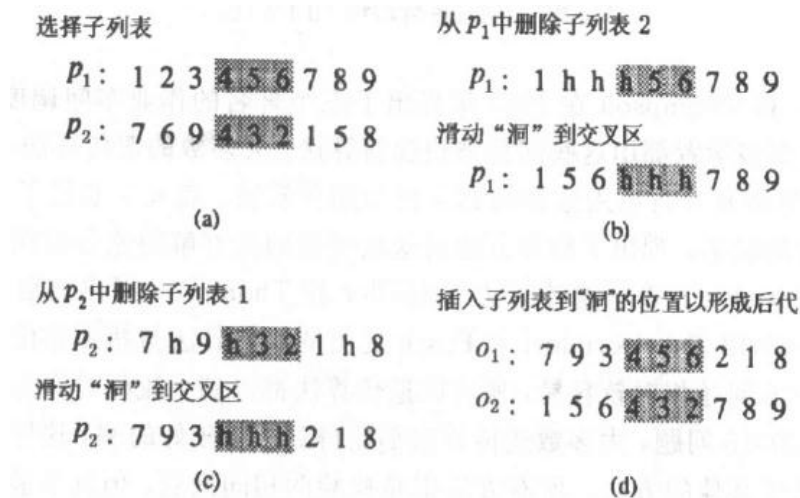 选择子列表
p₁: 1 2 3 4 5 6 7 8 9
p₂: 7 6 9 4 3 2 1 5 8
(a)
从 p₁中删除子列表 2
p₁: 1 h h h 5 6 7 8 9
滑动“洞”到交叉区
p₁: 1 5 6 h h h 7 8 9
(b)
从 p₂中删除子列表 1
p₂: 7 h 9 h 3 2 1 h 8
滑动“洞”到交叉区
p₂: 7 9 3 h h h 2 1 8
(c)
插入子列表到“洞”的位置以形成后代
o₁: 7 9 3 4 5 6 2 1 8
o₂: 1 5 6 4 3 2 7 8 9
(d)